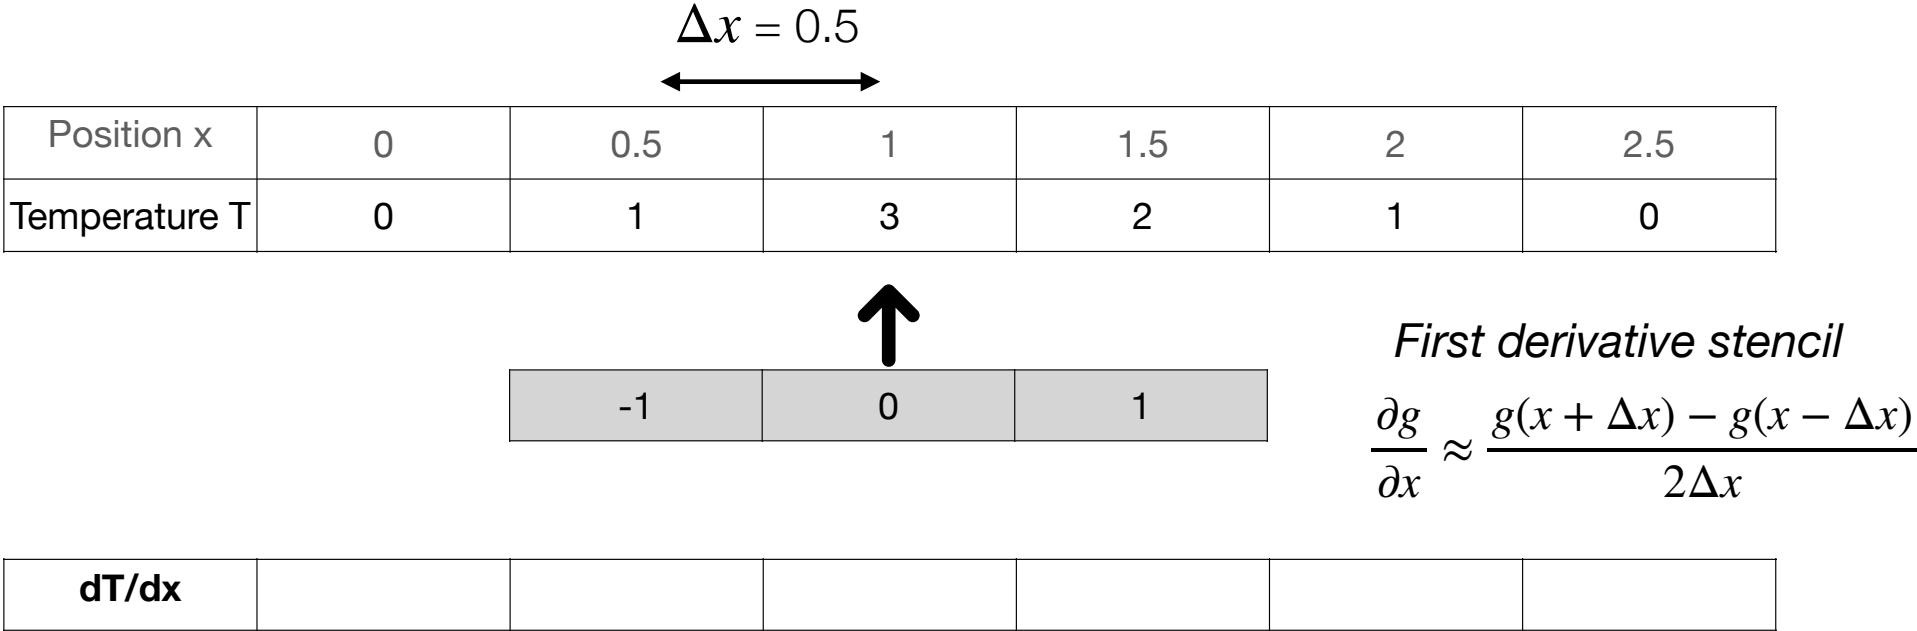 Δx = 0.5
Position x 0 0.5 1 1.5 2 2.5
Temperature T 0 1 3 2 1 0
First derivative stencil
-1 0 1
∂g/∂x ≈ g(x + Δx) − g(x − Δx)/2Δx
dT/dx